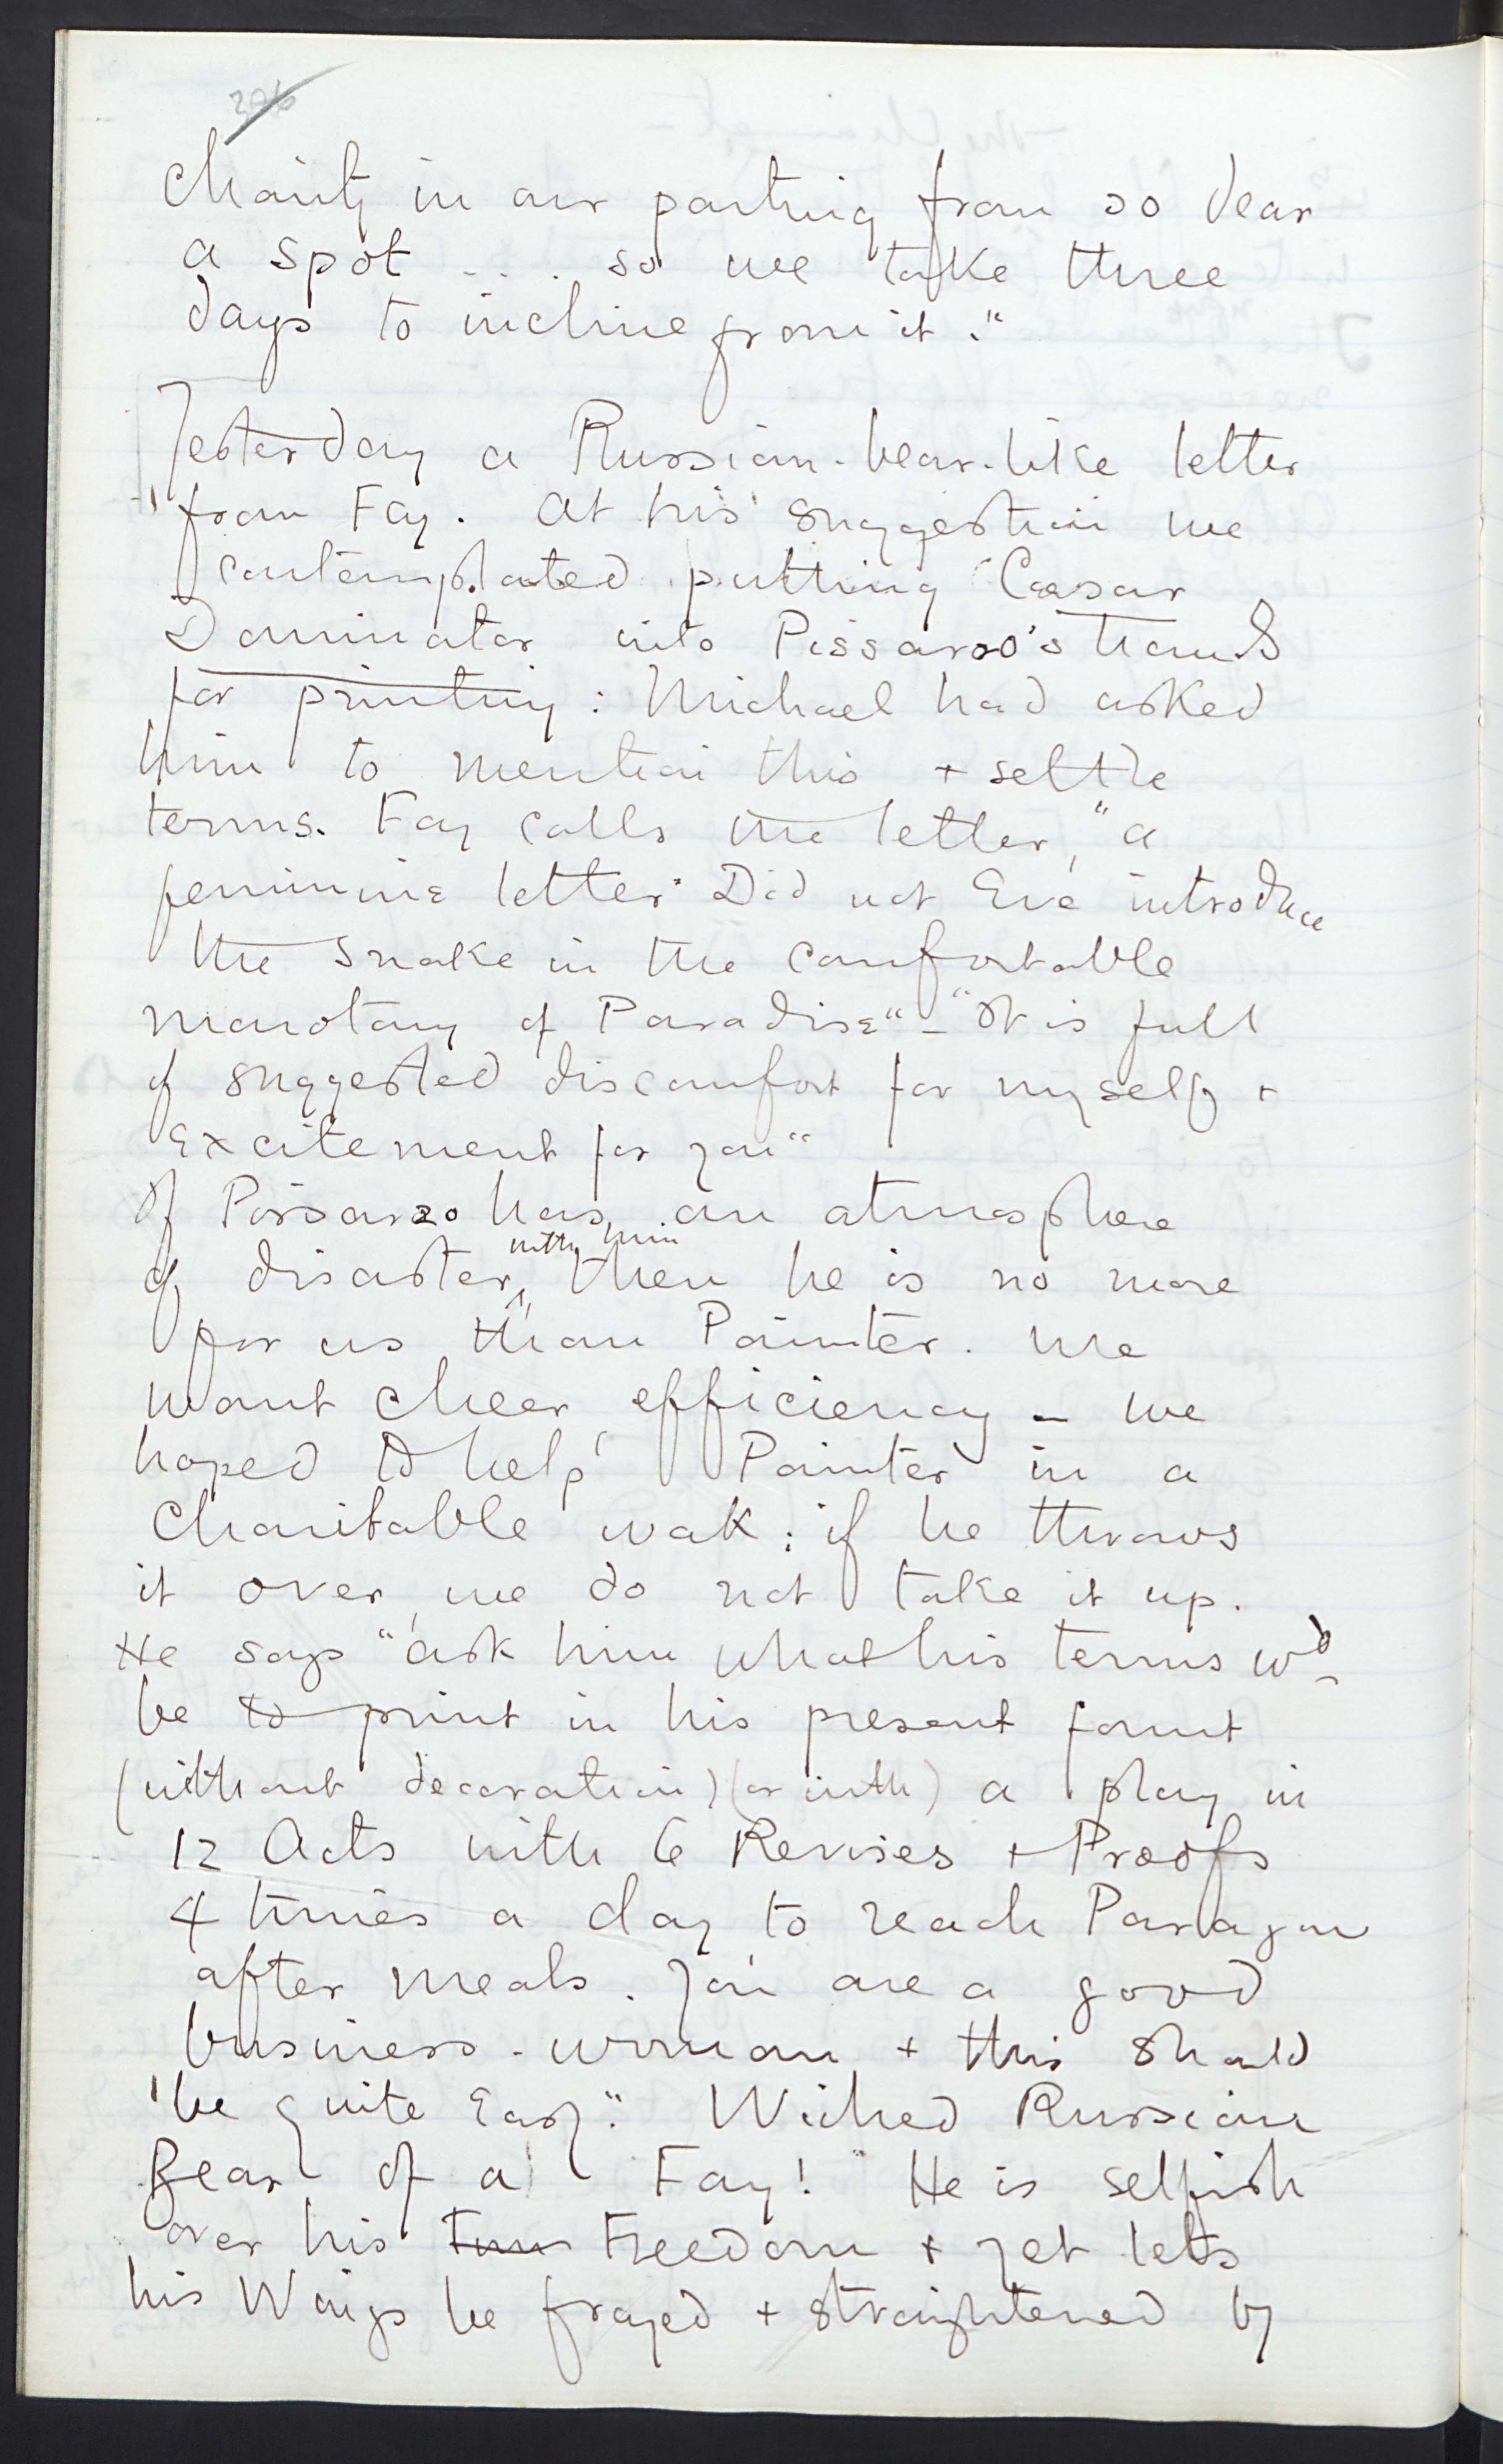 Charity in our parting from so dear
a spot . . . . so we take three
days to incline from it."
Yesterday a Russian-bear-like letter
from Fay. At his suggestion we
contemplated putting Caesar
Dominator into Pissarro's hands
for printing: Michael had asked
him to mention this + settle
terms. Fay calls the letter, "a
feminine letter" Did not Eve introduce
the Snake in the comfortable
monotony of Paradise" - "It is full
of suggested discomfort for myself +
Excitement for you"
If Pissarro has an atmosphere
of disaster, with him then he is no more
for us than Painter. We
want cheer, efficiency – we
hoped to help Painter in a
Charitable wak: if he throws
it over, we do not take it up.
He says "ask him what his terms wd
be to print in his present fount
(without decoration) (or with) a play in
12 Acts with 6 Revises + Proofs
4 times a day to reach Paragon
after meals. You are a good
business-woman + this should
be quite Easy." Wicked Russian
Bear of a Fay! He is selfish
over his Freedom + yet lets
his Wings be frayed + straightened by